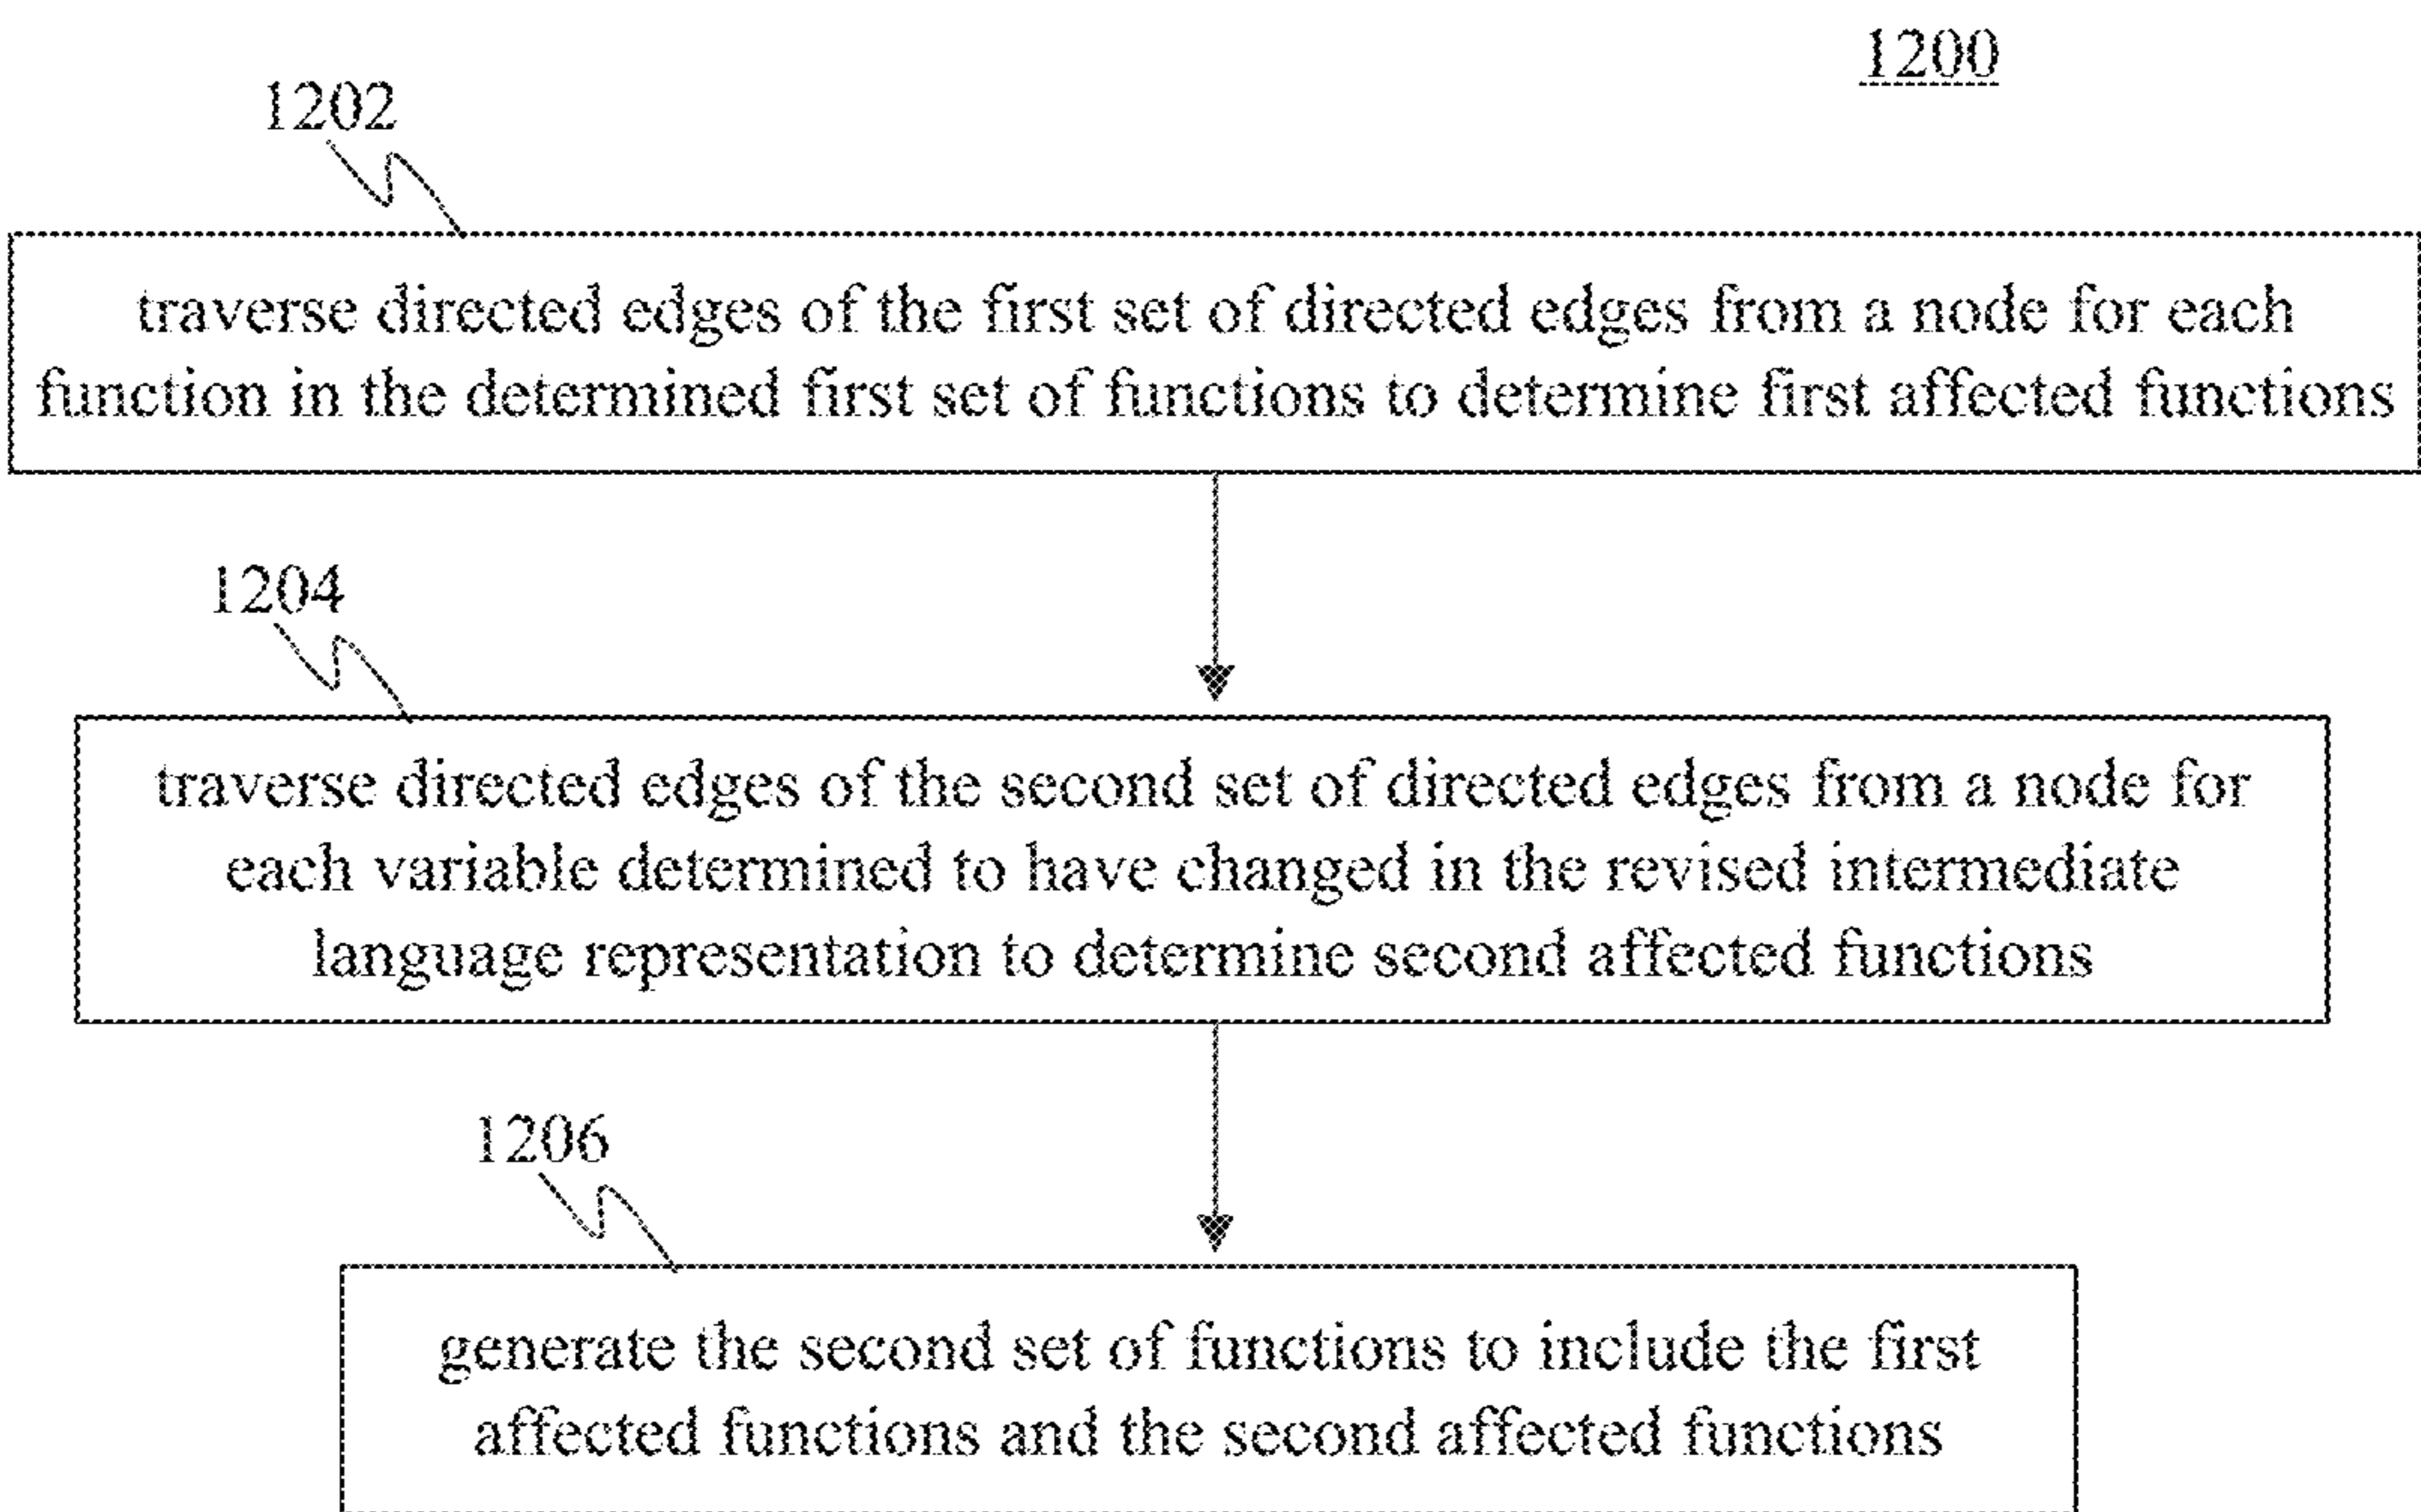 1200
1202
traverse directed edges of the first set of directed edges from a node for each
function in the determined first set of functions to determine first affected functions
1204
traverse directed edges of the second set of directed edges from a node for
each variable determined to have changed in the revised intermediate
language representation to determine second affected functions
1206
generate the second set of functions to include the first
affected functions and the second affected functions